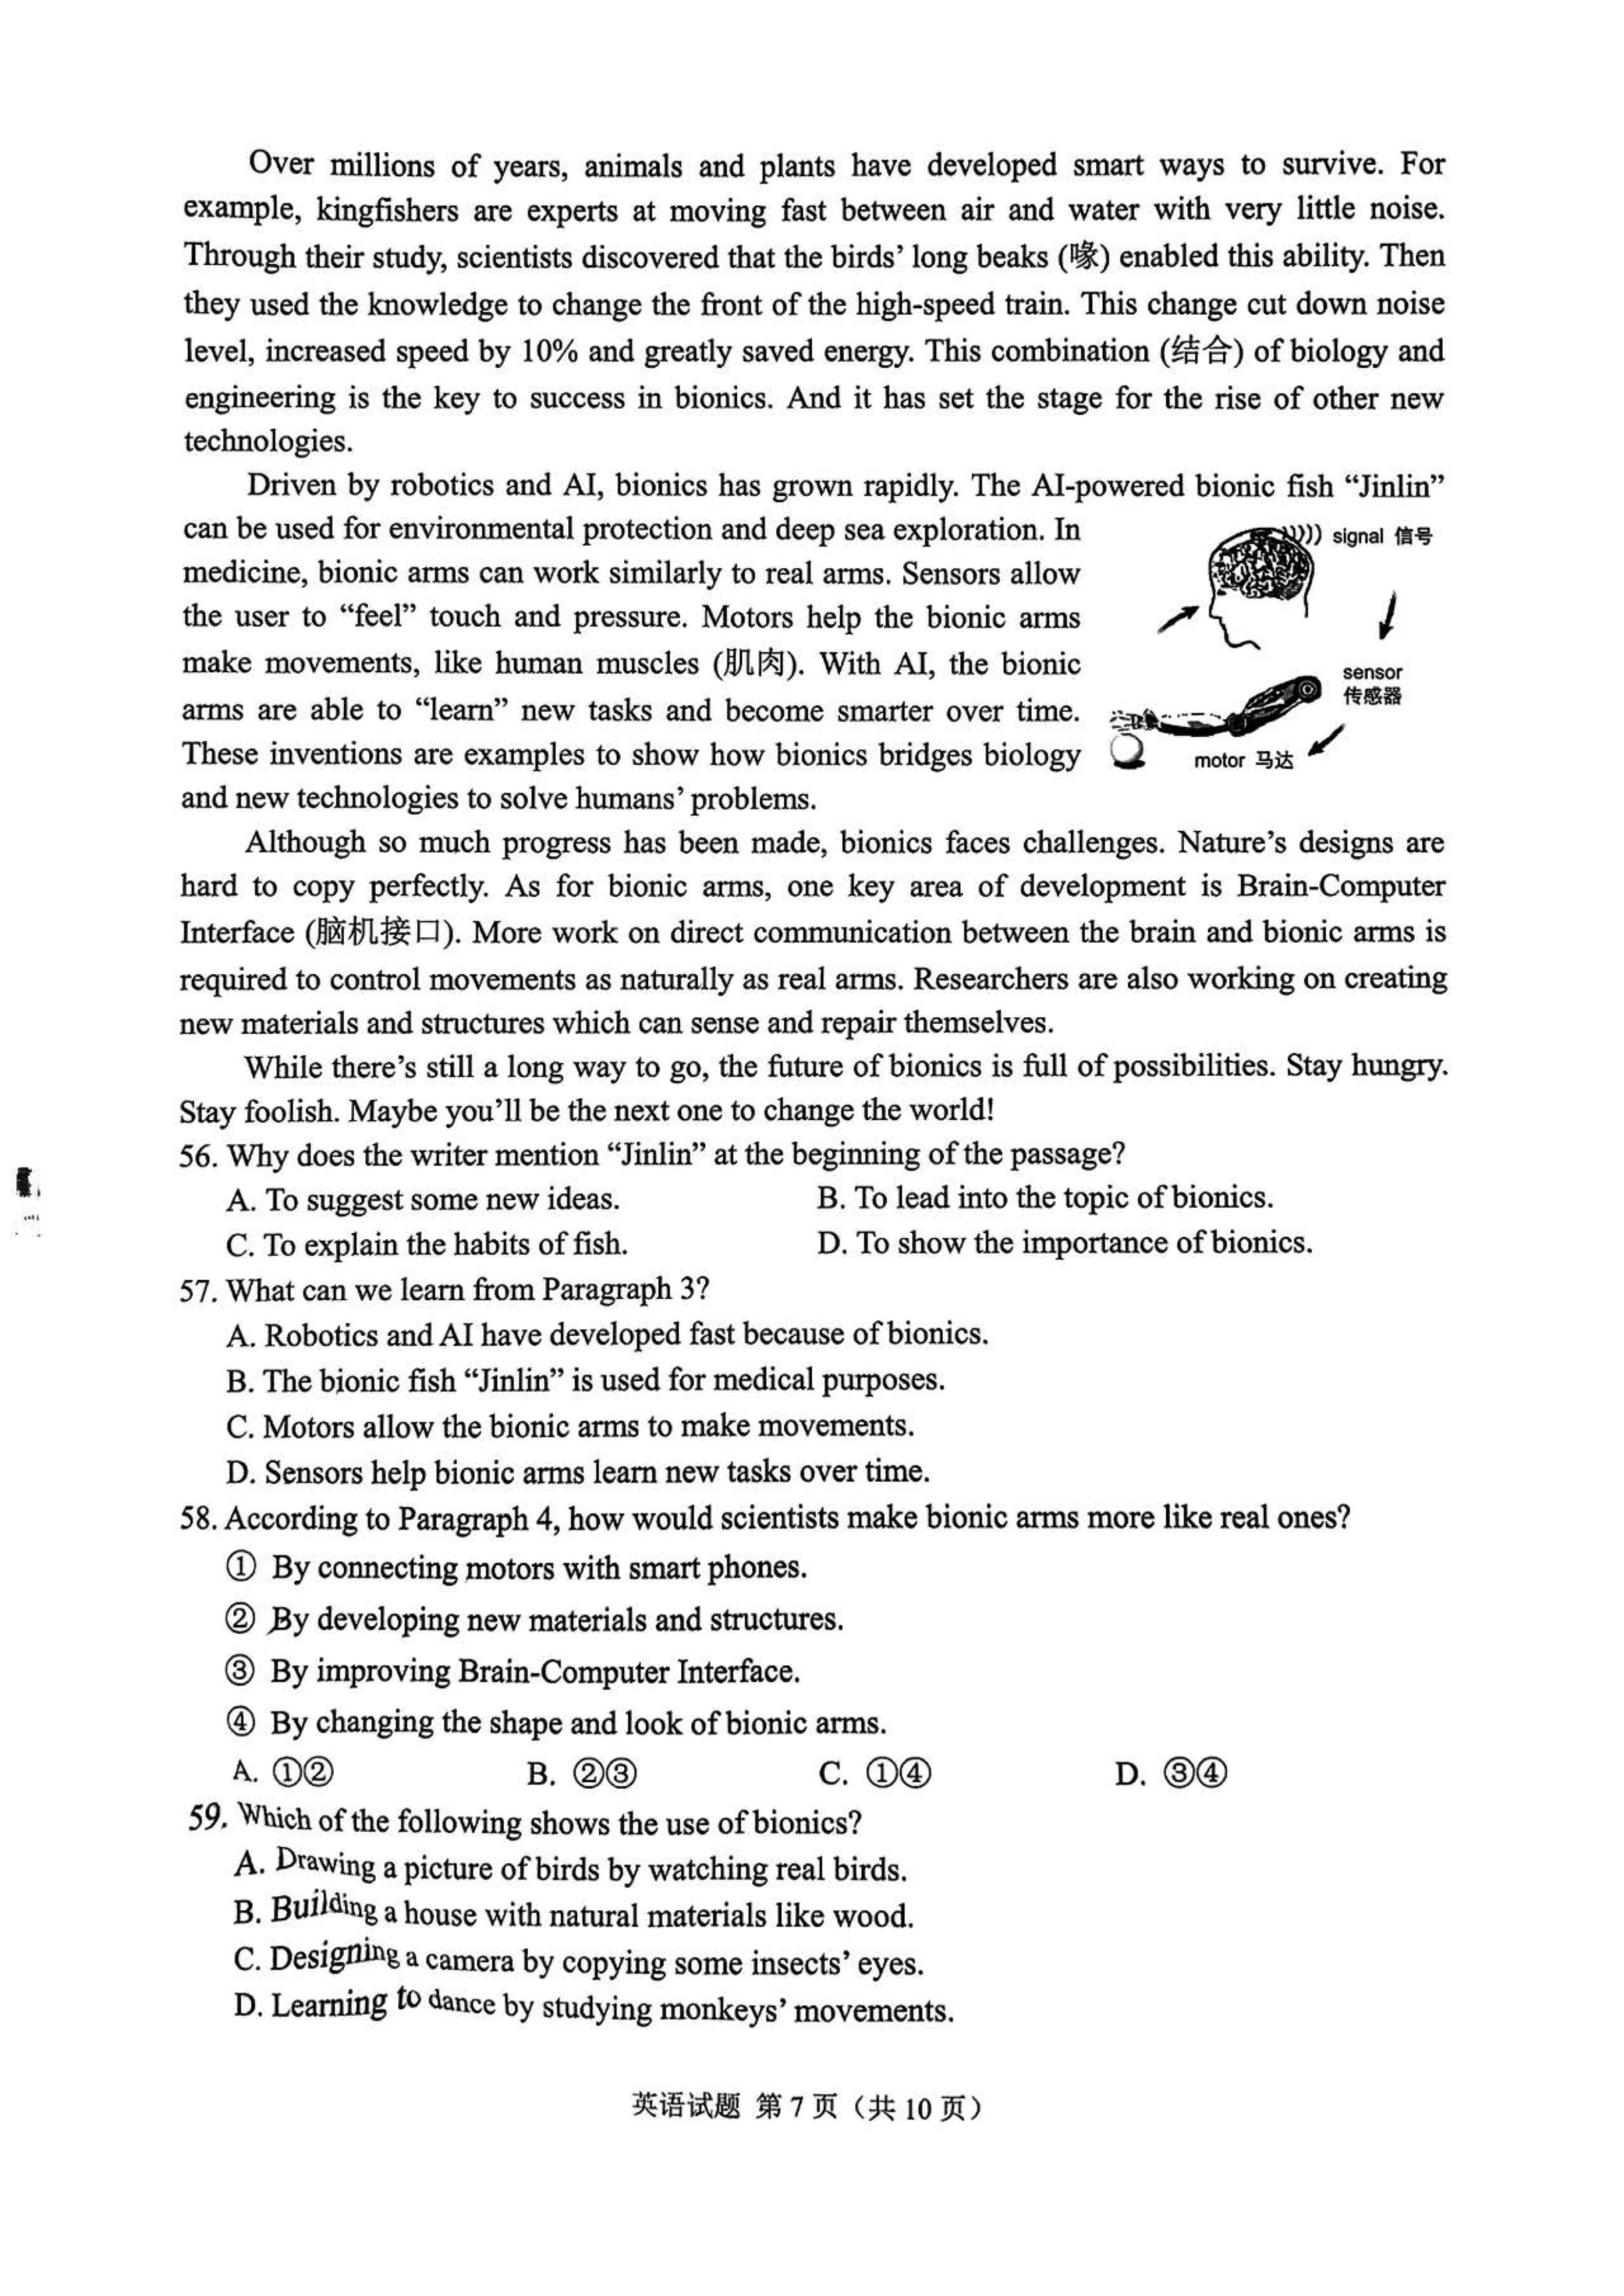 Over millions of years, animals and plants have developed smart ways to survive. For
example, kingfishers are experts at moving fast between air and water with very little noise.
Through their study, scientists discovered that the birds' long beaks (喙) enabled this ability. Then
they used the knowledge to change the front of the high-speed train. This change cut down noise
level, increased speed by 10% and greatly saved energy. This combination (结合) of biology and
engineering is the key to success in bionics. And it has set the stage for the rise of other new
technologies.
Driven by robotics and AI, bionics has grown rapidly. The AI-powered bionic fish “Jinlin”
can be used for environmental protection and deep sea exploration. In
medicine, bionic arms can work similarly to real arms. Sensors allow
the user to “feel” touch and pressure. Motors help the bionic arms
make movements, like human muscles (肌肉). With AI, the bionic
arms are able to “learn” new tasks and become smarter over time.
These inventions are examples to show how bionics bridges biology
and new technologies to solve humans' problems.
signal 信号
sensor
传感器
motor 马达
Although so much progress has been made, bionics faces challenges. Nature's designs are
hard to copy perfectly. As for bionic arms, one key area of development is Brain-Computer
Interface (脑机接口). More work on direct communication between the brain and bionic arms is
required to control movements as naturally as real arms. Researchers are also working on creating
new materials and structures which can sense and repair themselves.
While there's still a long way to go, the future of bionics is full of possibilities. Stay hungry.
Stay foolish. Maybe you'll be the next one to change the world!
56. Why does the writer mention “Jinlin” at the beginning of the passage?
A. To suggest some new ideas. B. To lead into the topic of bionics.
C. To explain the habits of fish. D. To show the importance of bionics.
57. What can we learn from Paragraph 3?
A. Robotics and AI have developed fast because of bionics.
B. The bionic fish “Jinlin” is used for medical purposes.
C. Motors allow the bionic arms to make movements.
D. Sensors help bionic arms learn new tasks over time.
58. According to Paragraph 4, how would scientists make bionic arms more like real ones?
① By connecting motors with smart phones.
② By developing new materials and structures.
③ By improving Brain-Computer Interface.
④ By changing the shape and look of bionic arms.
A. ①② B. ②③ C. ①④ D. ③④
59. Which of the following shows the use of bionics?
A. Drawing a picture of birds by watching real birds.
B. Building a house with natural materials like wood.
C. Designing a camera by copying some insects' eyes.
D. Learning to dance by studying monkeys' movements.
英语试题 第 7 页（共 10 页）